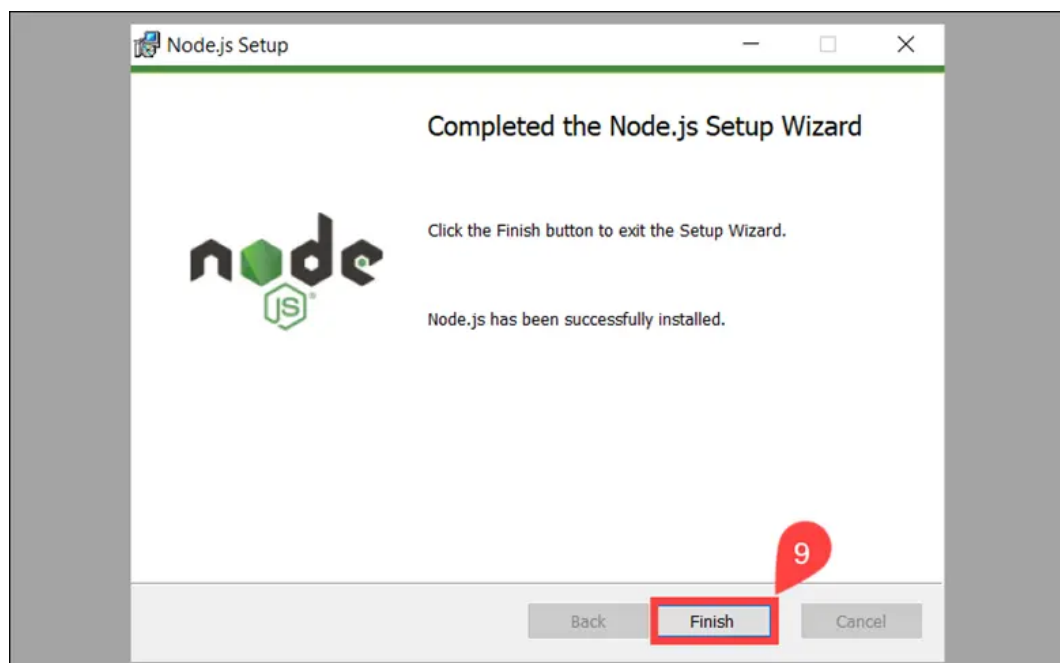 Node.js Setup
Completed the Node.js Setup Wizard
Click the Finish button to exit the Setup Wizard.
node
JS®
Node.js has been successfully installed.
9
Back Finish Cancel